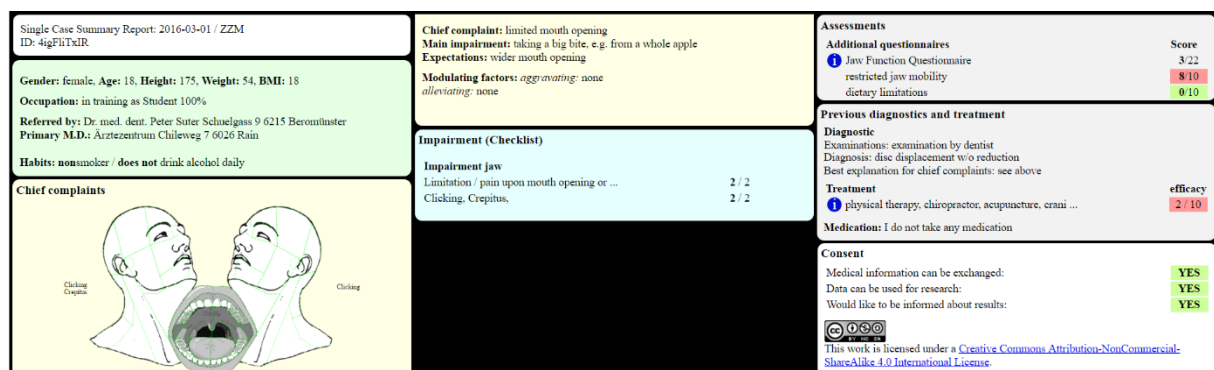 Single Case Summary Report: 2016-03-01 / ZZM
ID: 4igFliTxIR
Gender: female, Age: 18, Height: 175, Weight: 54, BMI: 18
Occupation: in training as Student 100%
Referred by: Dr. med. dent. Peter Suter Schuelgass 9 6215 Beromünster
Primary M.D.: Ärztezentrum Chileweg 7 6026 Rain
Habits: nonsmoker / does not drink alcohol daily
Chief complaints
Clicking
Crepitus
Clicking
Chief complaint: limited mouth opening
Main impairment: taking a big bite, e.g. from a whole apple
Expectations: wider mouth opening
Modulating factors: aggravating: none
alleviating: none
Impairment (Checklist)
Impairment jaw
Limitation / pain upon mouth opening or ... 2 / 2
Clicking, Crepitus, 2 / 2
Assessments
Additional questionnaires Score
Jaw Function Questionnaire 3/22
restricted jaw mobility 8/10
dietary limitations 0/10
Previous diagnostics and treatment
Diagnostic
Examinations: examination by dentist
Diagnosis: disc displacement w/o reduction
Best explanation for chief complaints: see above
Treatment efficacy
physical therapy, chiropractor, acupuncture, crani ... 2 / 10
Medication: I do not take any medication
Consent
Medical information can be exchanged: YES
Data can be used for research: YES
Would like to be informed about results: YES
cc
BY NC SA
This work is licensed under a Creative Commons Attribution-NonCommercial-
ShareAlike 4.0 International License.